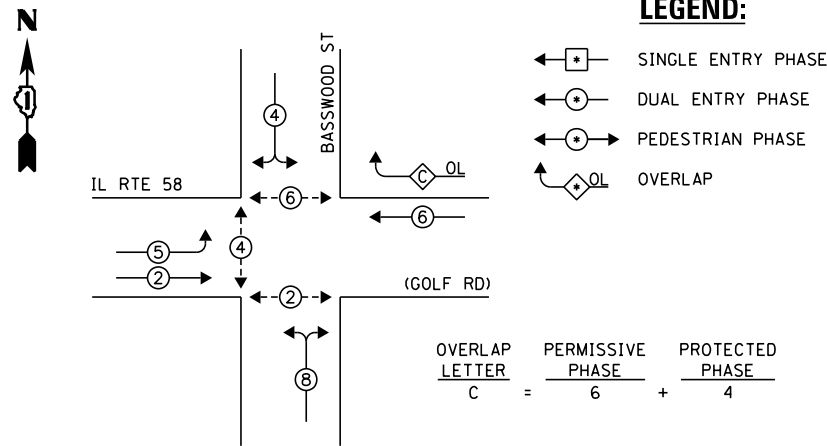 N
LEGEND:
* SINGLE ENTRY PHASE
* DUAL ENTRY PHASE
* PEDESTRIAN PHASE
* OL OVERLAP
BASSWOOD ST
4
C OL
IL RTE 58
6
6
4
5
2
2
(GOLF RD)
8
OVERLAP PERMISSIVE PROTECTED
LETTER PHASE PHASE
C = 6 + 4